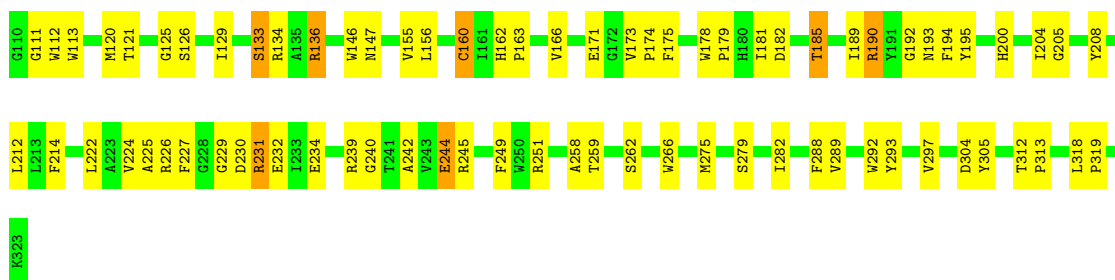 G110 G111 W112 W113 M120 T121 G125 S126 I129 S133 R134 A135 R136 W146 N147 V155 L156 C160 I161 H162 P163 V166 E171 G172 V173 P174 F175 W178 P179 H180 I181 D182 T185 I189 R190 Y191 G192 N193 F194 Y195 H200 I204 G205 Y208
L212 L213 F214 L222 A223 V224 A225 R226 F227 G228 G229 D230 R231 E232 I233 E234 R239 G240 T241 A242 V243 E244 R245 F249 W250 R251 A258 T259 S262 W266 M275 S279 I282 F288 V289 W292 Y293 V297 D304 Y305 T312 P313 L318 P319
K323